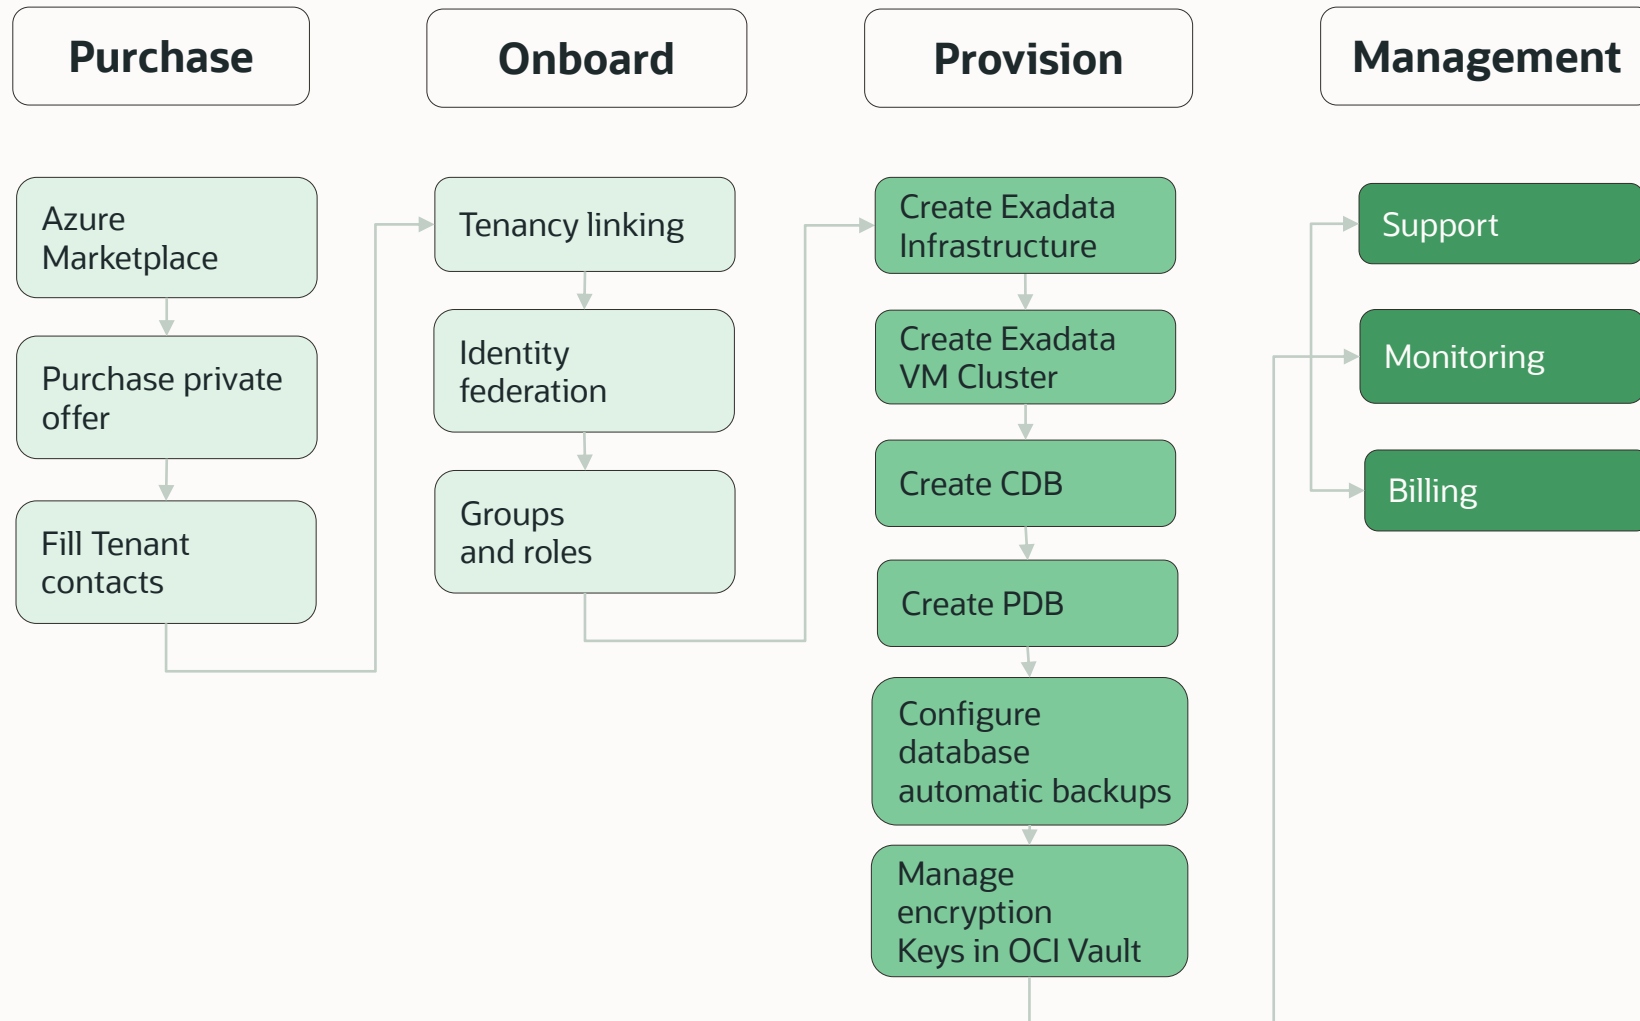 Purchase
Onboard
Provision
Management
Azure
Marketplace
Purchase private
offer
Fill Tenant
contacts
Tenancy linking
Identity
federation
Groups
and roles
Create Exadata
Infrastructure
Create Exadata
VM Cluster
Create CDB
Create PDB
Configure
database
automatic backups
Manage
encryption
Keys in OCI Vault
Support
Monitoring
Billing